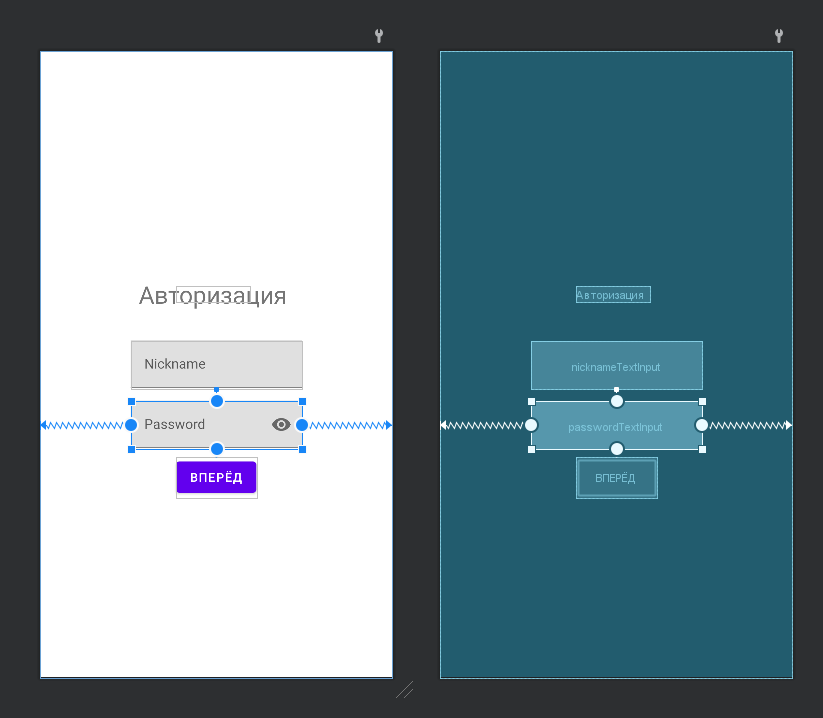 Авторизация
Nickname
Password
ВПЕРЁД
Авторизация
nicknameTextInput
passwordTextInput
ВПЕРЁД